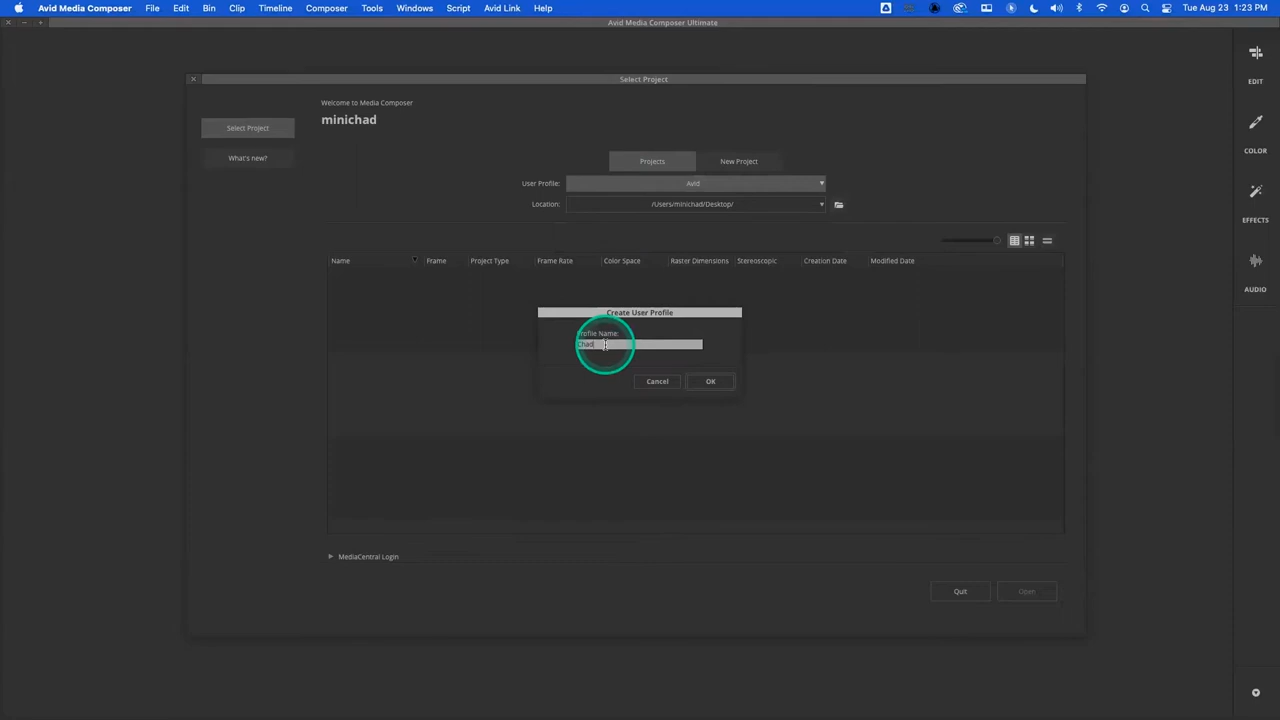 Avid Media Composer File Edit Bin Clip Timeline Composer Tools Windows Script Avid Link Help Tue Aug 23 1:23 PM
Avid Media Composer Ultimate
Select Project
Welcome to Media Composer
minichad
Select Project
What's new?
Projects New Project
User Profile: Avid
Location: /Users/minichad/Desktop/
Name Frame Project Type Frame Rate Color Space Raster Dimensions Stereoscopic Creation Date Modified Date
Create User Profile
Profile Name:
Chad
Cancel OK
MediaCentral Login
Quit Open
EDIT
COLOR
EFFECTS
AUDIO